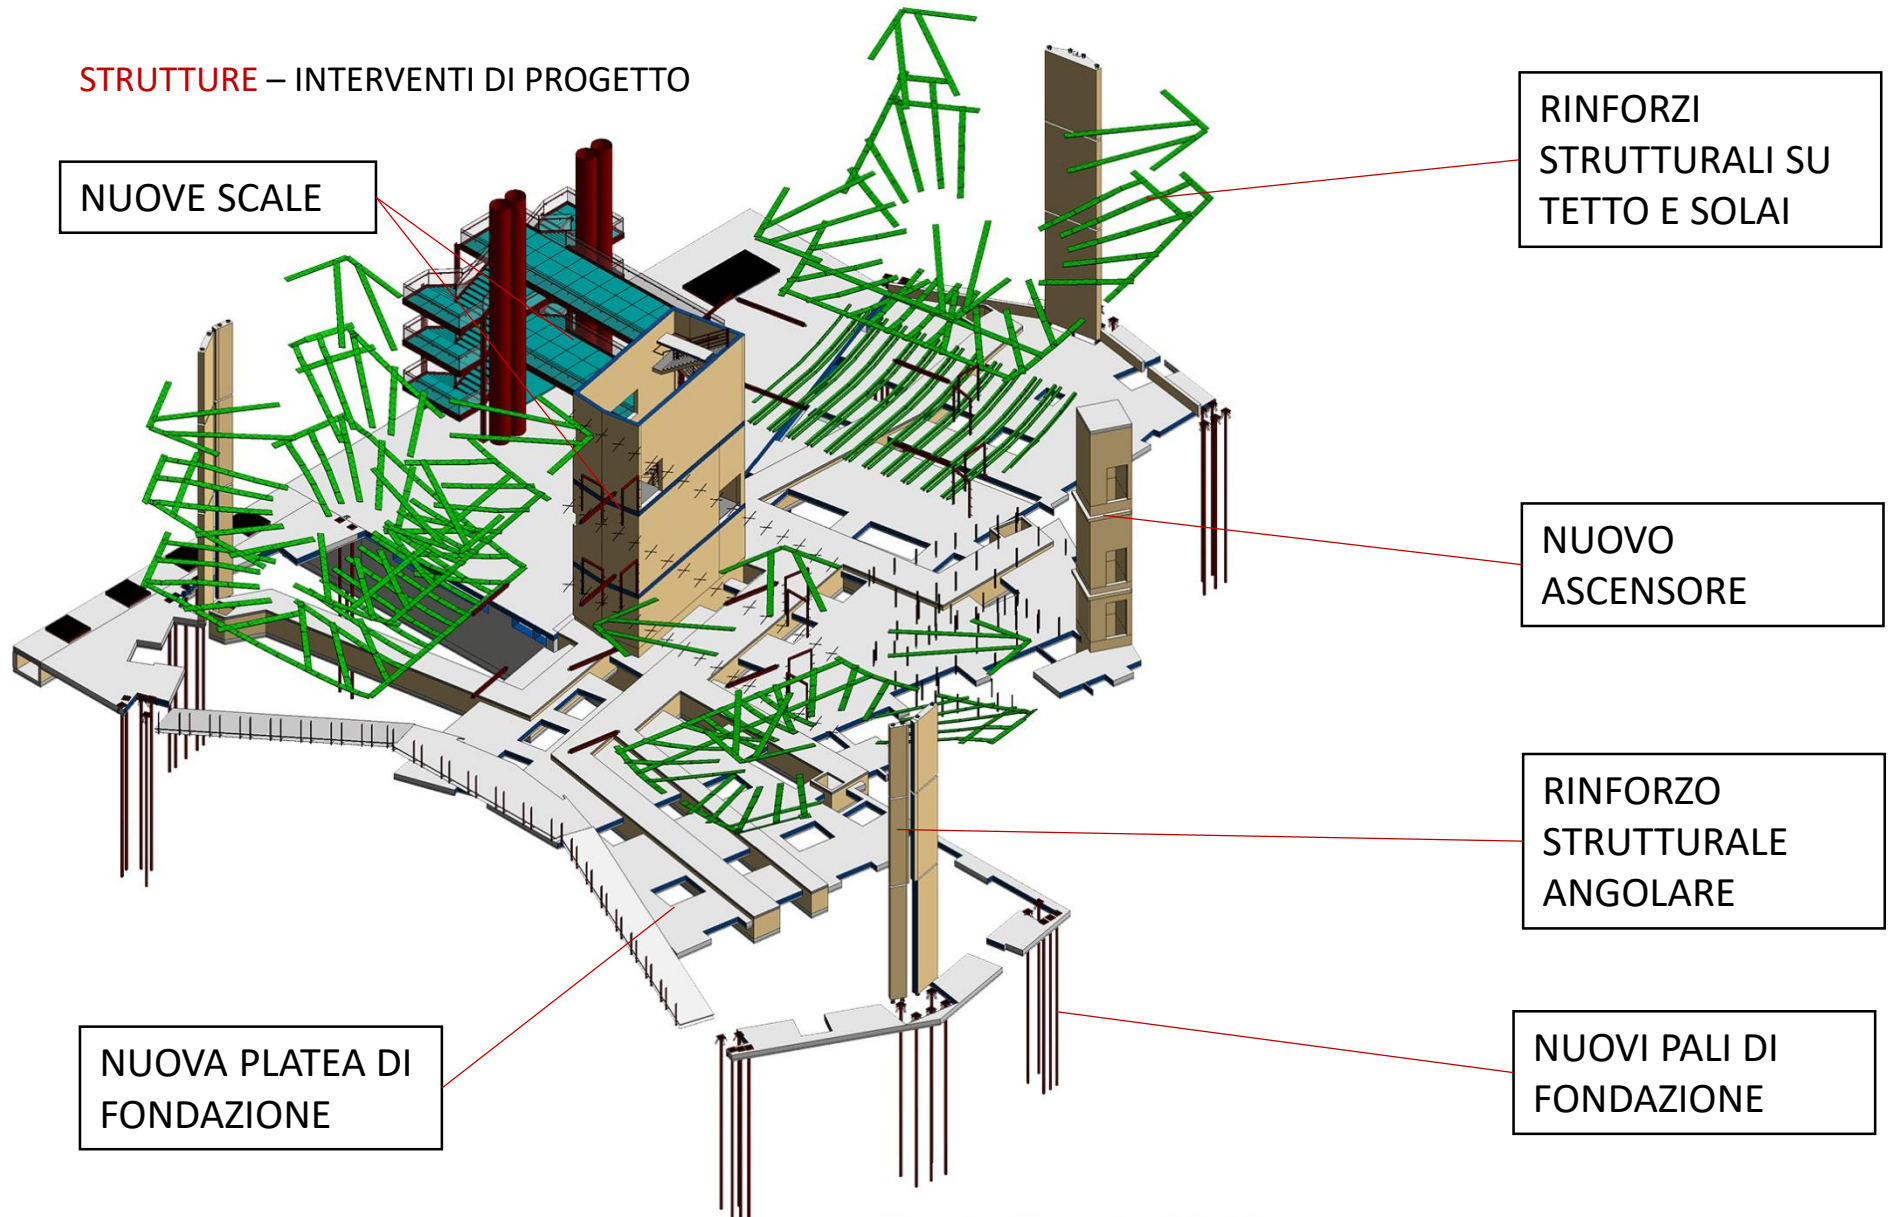 STRUTTURE – INTERVENTI DI PROGETTO
NUOVE SCALE
RINFORZI
STRUTTURALI SU
TETTO E SOLAI
NUOVO
ASCENSORE
RINFORZO
STRUTTURALE
ANGOLARE
NUOVA PLATEA DI
FONDAZIONE
NUOVI PALI DI
FONDAZIONE